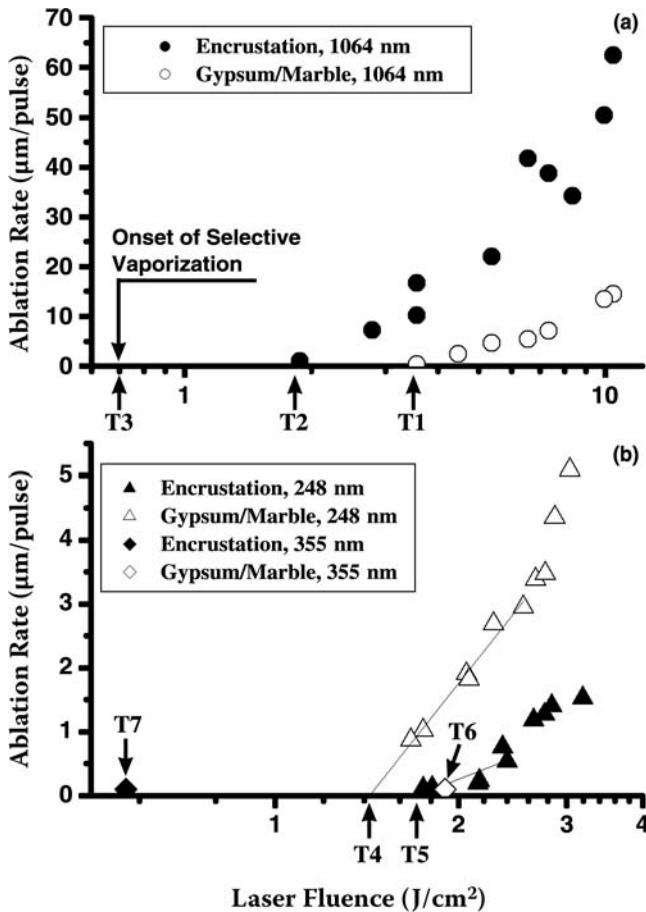 (a)
Encrustation, 1064 nm
Gypsum/Marble, 1064 nm
Ablation Rate (μm/pulse)
70
60
50
40
30
20
10
0
Onset of Selective
Vaporization
1
10
T3
T2
T1
(b)
Encrustation, 248 nm
Gypsum/Marble, 248 nm
Encrustation, 355 nm
Gypsum/Marble, 355 nm
Ablation Rate (μm/pulse)
5
4
3
2
1
0
T7
T6
1
2
3
4
T4
T5
Laser Fluence (J/cm²)